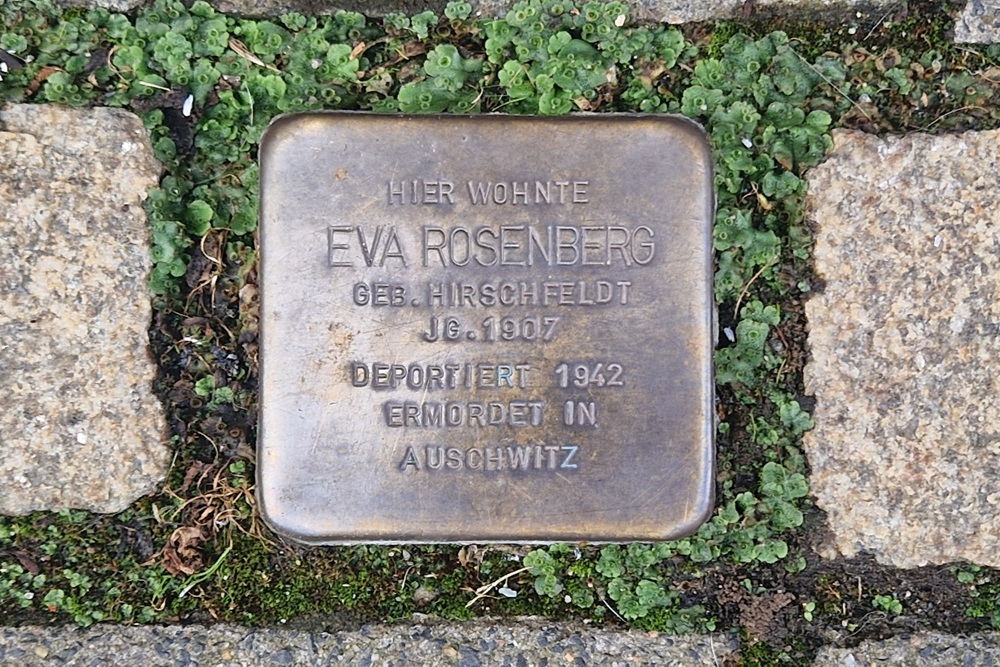 HIER WOHNTE
EVA ROSENBERG
GEB. HIRSCHFELDT
JG. 1907
DEPORTIERT 1942
ERMORDET IN
AUSCHWITZ